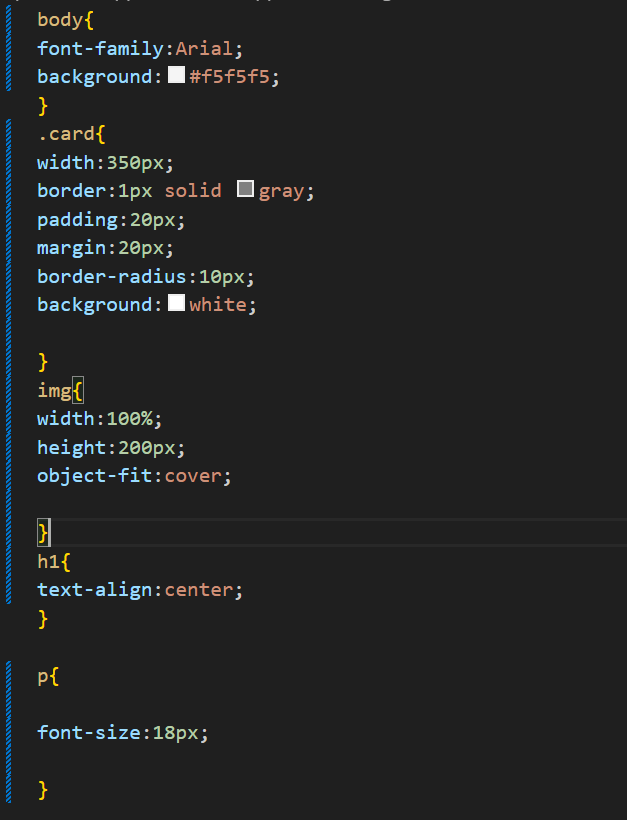 body{
font-family:Arial;
background:#f5f5f5;
}
.card{
width:350px;
border:1px solid gray;
padding:20px;
margin:20px;
border-radius:10px;
background:white;
}
img{
width:100%;
height:200px;
object-fit:cover;
}
h1{
text-align:center;
}
p{
font-size:18px;
}